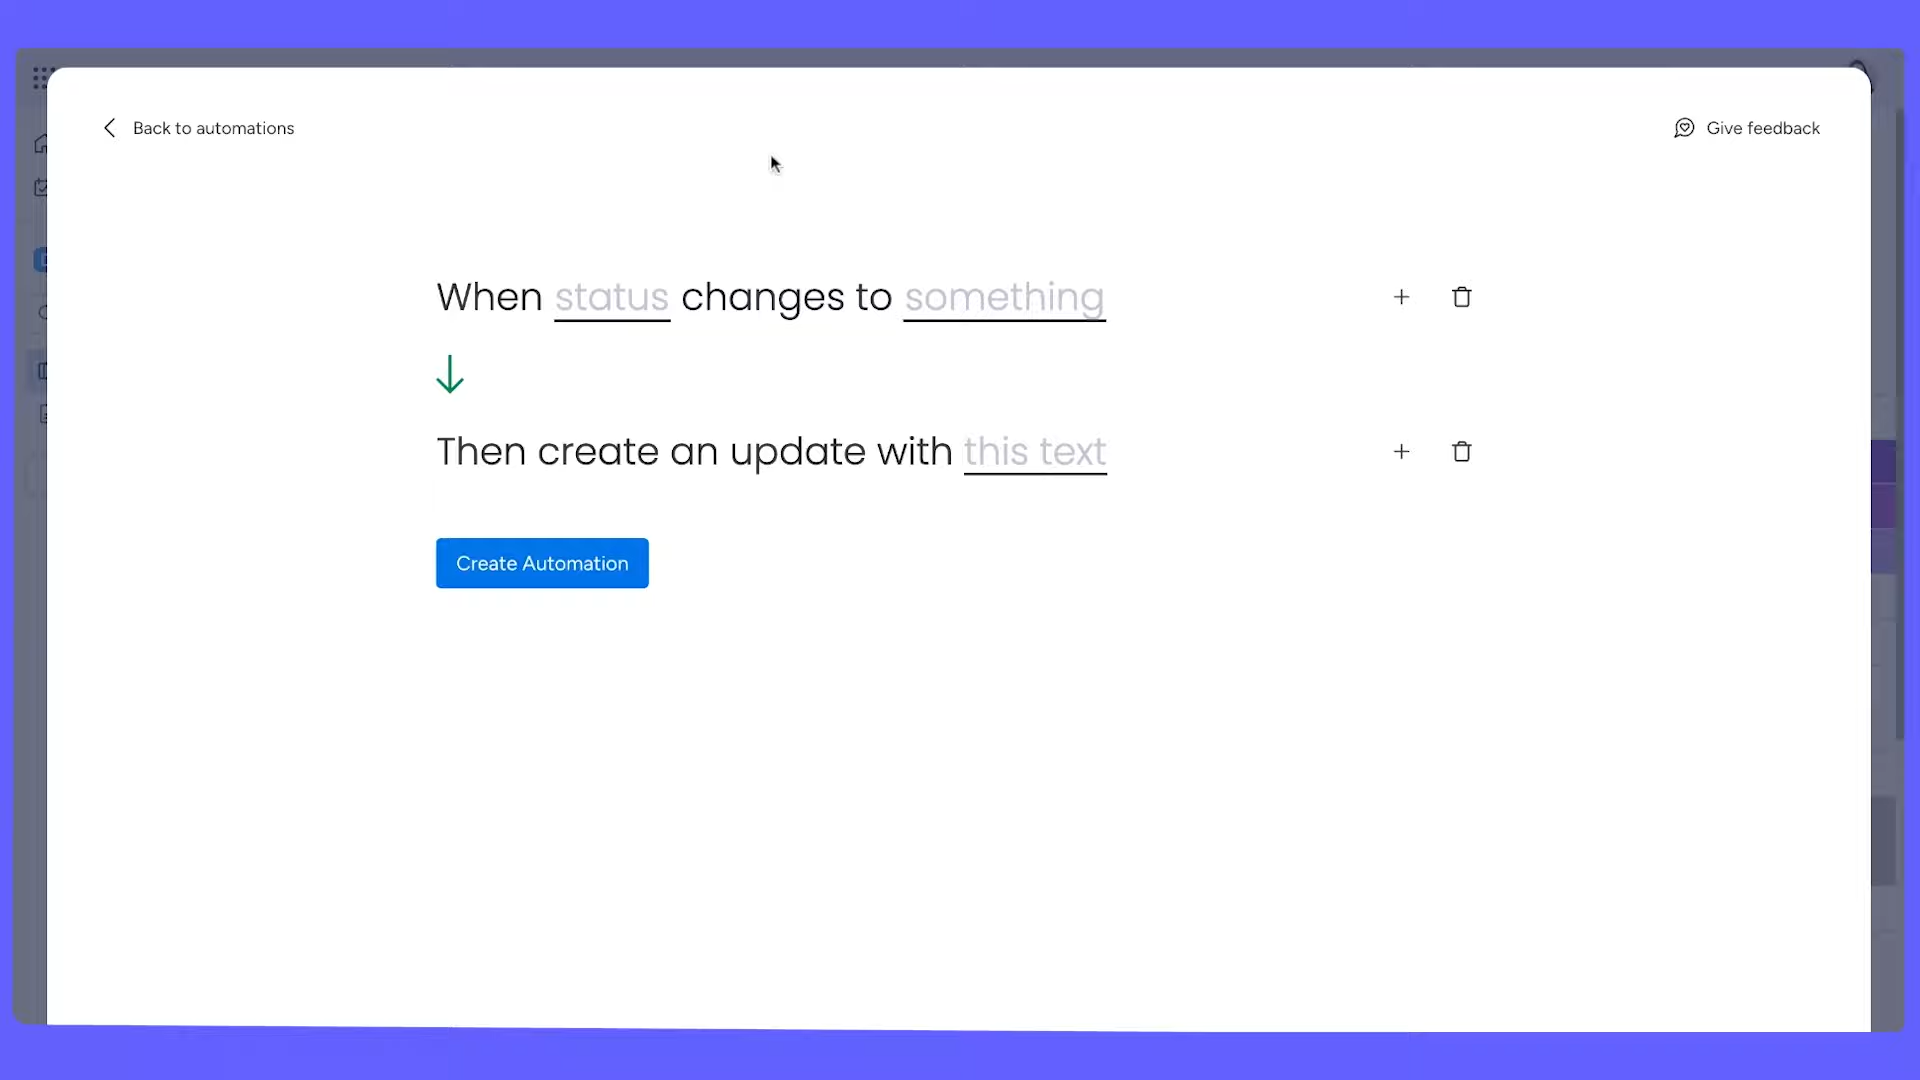 Back to automations
Give feedback
When status changes to something
Then create an update with this text
Create Automation